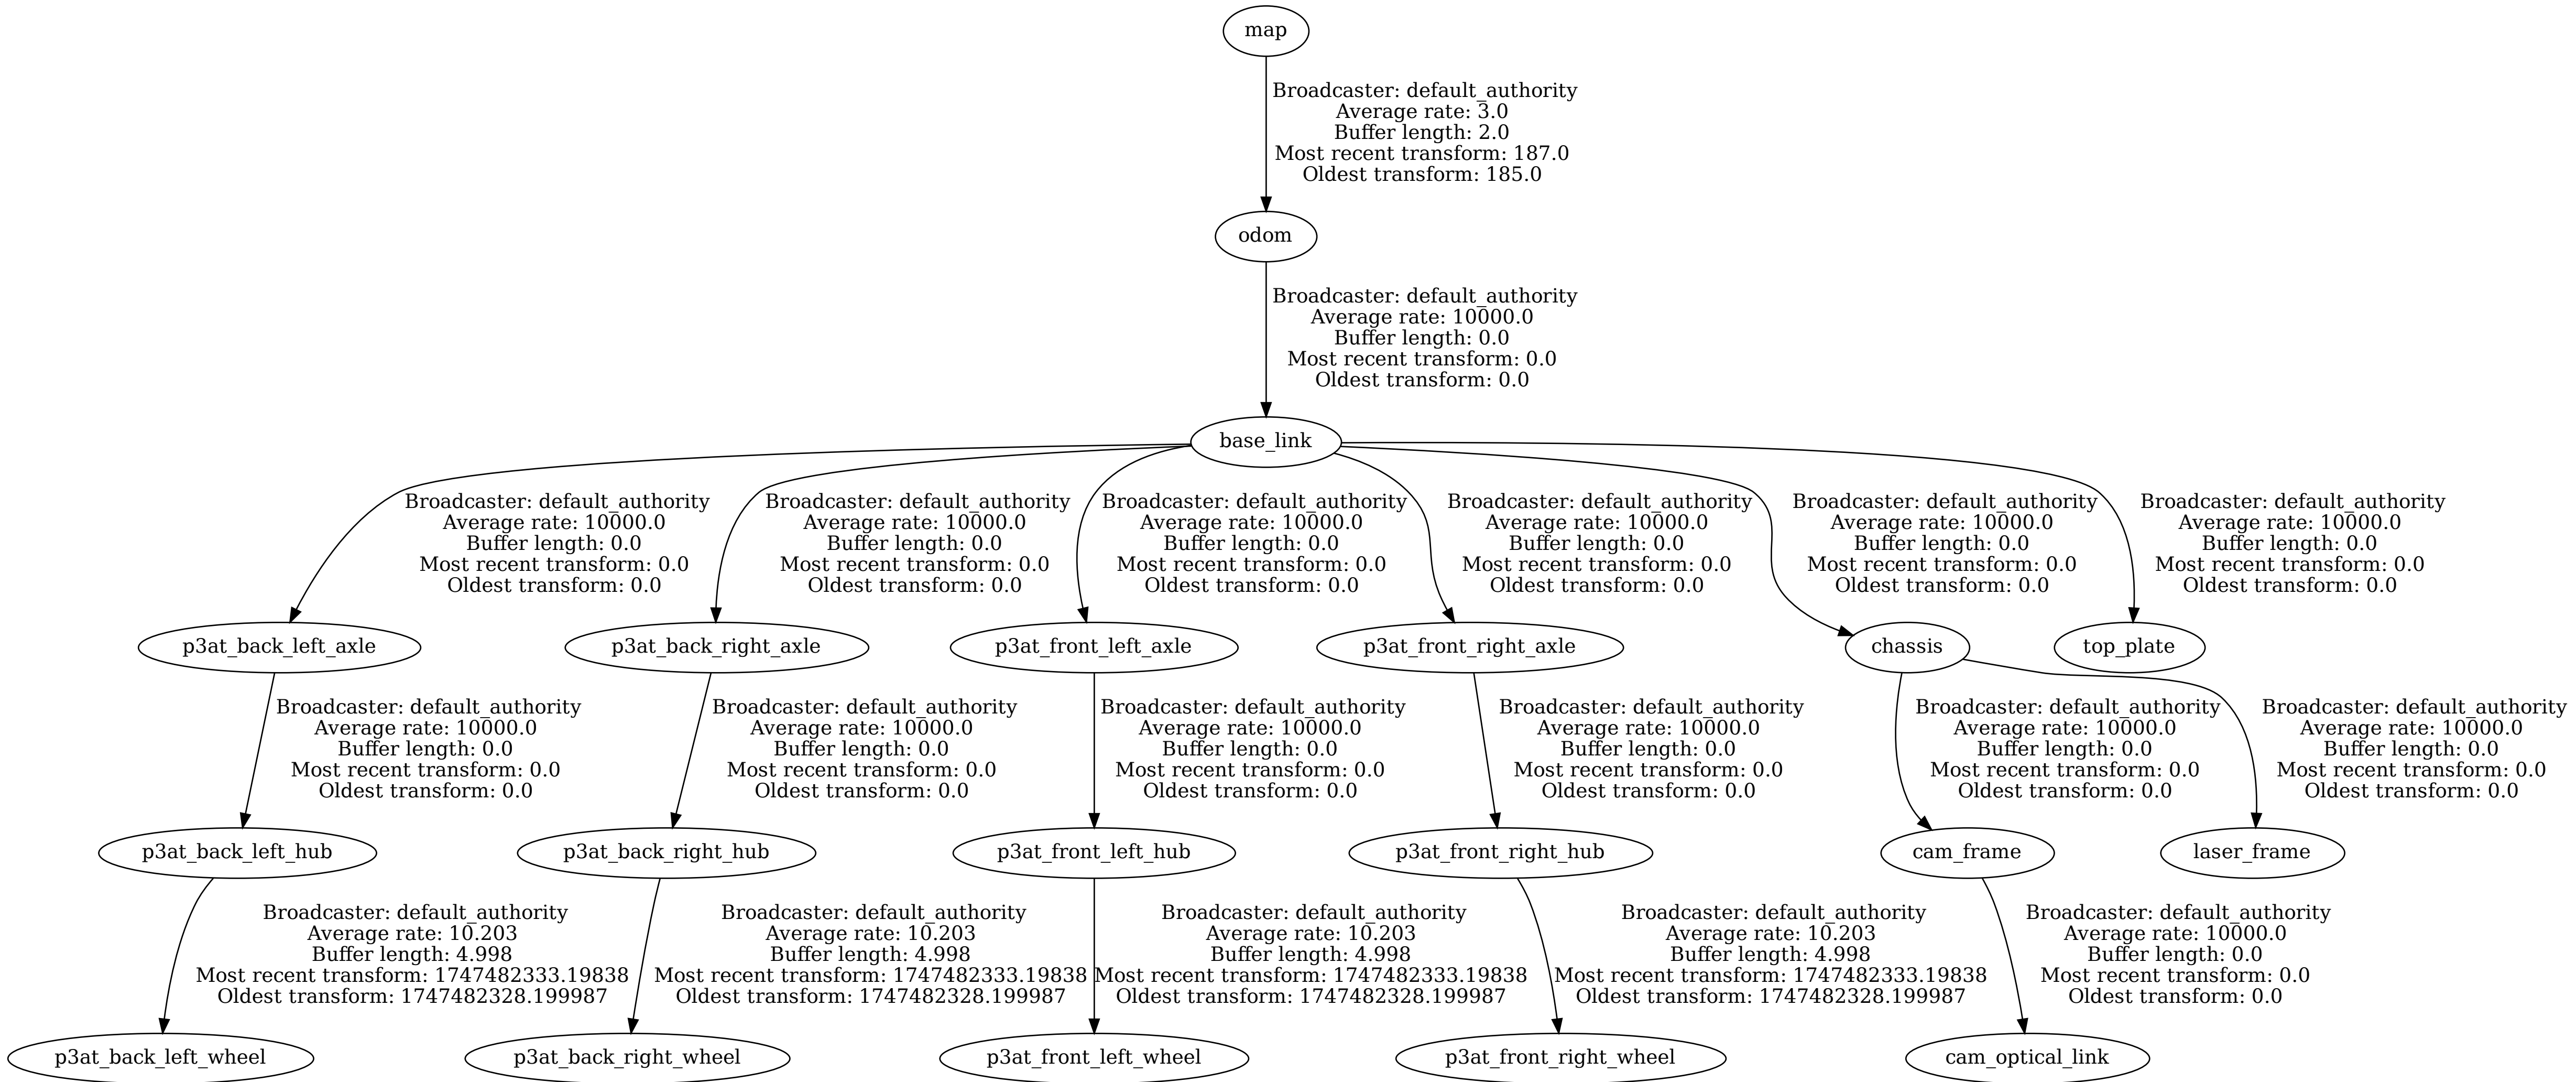 map
Broadcaster: default_authority
Average rate: 3.0
Buffer length: 2.0
Most recent transform: 187.0
Oldest transform: 185.0
odom
Broadcaster: default_authority
Average rate: 10000.0
Buffer length: 0.0
Most recent transform: 0.0
Oldest transform: 0.0
base_link
Broadcaster: default_authority
Average rate: 10000.0
Buffer length: 0.0
Most recent transform: 0.0
Oldest transform: 0.0
Broadcaster: default_authority
Average rate: 10000.0
Buffer length: 0.0
Most recent transform: 0.0
Oldest transform: 0.0
Broadcaster: default_authority
Average rate: 10000.0
Buffer length: 0.0
Most recent transform: 0.0
Oldest transform: 0.0
Broadcaster: default_authority
Average rate: 10000.0
Buffer length: 0.0
Most recent transform: 0.0
Oldest transform: 0.0
Broadcaster: default_authority
Average rate: 10000.0
Buffer length: 0.0
Most recent transform: 0.0
Oldest transform: 0.0
Broadcaster: default_authority
Average rate: 10000.0
Buffer length: 0.0
Most recent transform: 0.0
Oldest transform: 0.0
p3at_back_left_axle
p3at_back_right_axle
p3at_front_left_axle
p3at_front_right_axle
chassis
top_plate
Broadcaster: default_authority
Average rate: 10000.0
Buffer length: 0.0
Most recent transform: 0.0
Oldest transform: 0.0
Broadcaster: default_authority
Average rate: 10000.0
Buffer length: 0.0
Most recent transform: 0.0
Oldest transform: 0.0
Broadcaster: default_authority
Average rate: 10000.0
Buffer length: 0.0
Most recent transform: 0.0
Oldest transform: 0.0
Broadcaster: default_authority
Average rate: 10000.0
Buffer length: 0.0
Most recent transform: 0.0
Oldest transform: 0.0
Broadcaster: default_authority
Average rate: 10000.0
Buffer length: 0.0
Most recent transform: 0.0
Oldest transform: 0.0
Broadcaster: default_authority
Average rate: 10000.0
Buffer length: 0.0
Most recent transform: 0.0
Oldest transform: 0.0
p3at_back_left_hub
p3at_back_right_hub
p3at_front_left_hub
p3at_front_right_hub
cam_frame
laser_frame
Broadcaster: default_authority
Average rate: 10.203
Buffer length: 4.998
Most recent transform: 1747482333.19838
Oldest transform: 1747482328.199987
Broadcaster: default_authority
Average rate: 10.203
Buffer length: 4.998
Most recent transform: 1747482333.19838
Oldest transform: 1747482328.199987
Broadcaster: default_authority
Average rate: 10.203
Buffer length: 4.998
Most recent transform: 1747482333.19838
Oldest transform: 1747482328.199987
Broadcaster: default_authority
Average rate: 10.203
Buffer length: 4.998
Most recent transform: 1747482333.19838
Oldest transform: 1747482328.199987
Broadcaster: default_authority
Average rate: 10000.0
Buffer length: 0.0
Most recent transform: 0.0
Oldest transform: 0.0
p3at_back_left_wheel
p3at_back_right_wheel
p3at_front_left_wheel
p3at_front_right_wheel
cam_optical_link